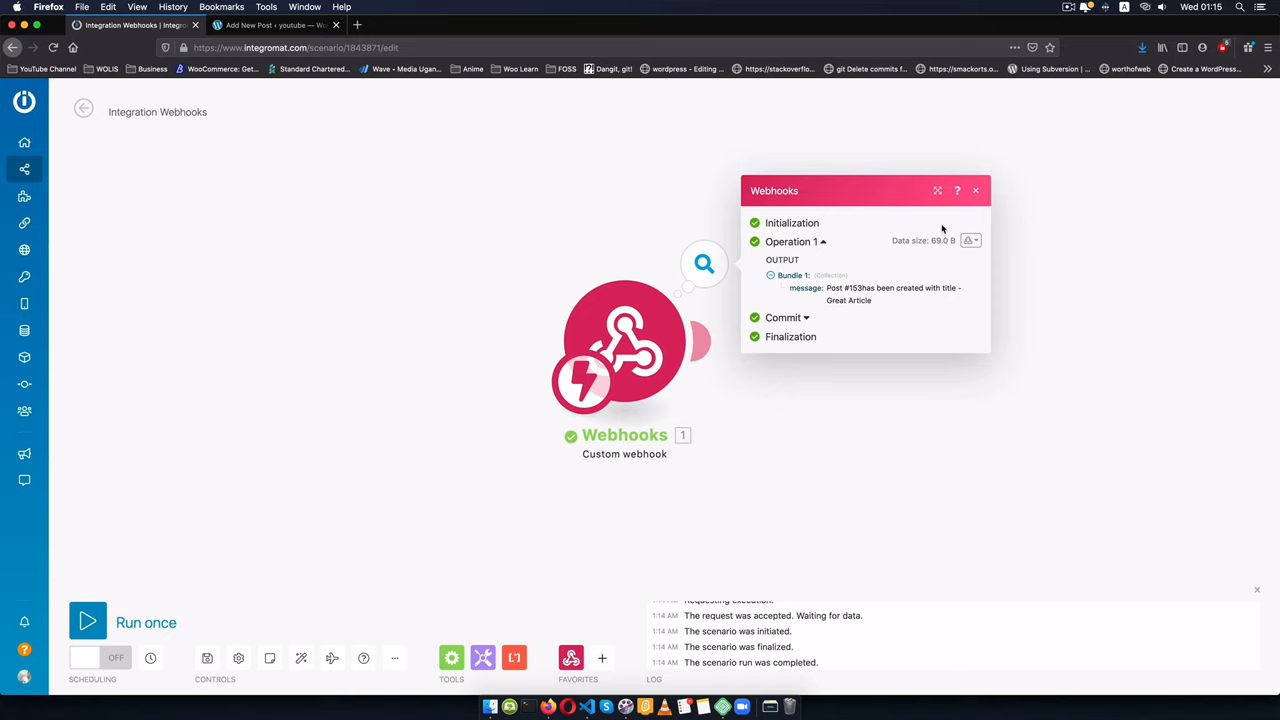 Firefox File Edit View History Bookmarks Tools Window Help
A Wed 01:15
Integration Webhooks | Integro
Add New Post ‹ youtube — Wo
https://www.integromat.com/scenario/1843871/edit
YouTube Channel WOLIS Business WooCommerce: Get... Standard Chartered... Wave • Media Ugan... Anime Woo Learn FOSS Dangit, git! wordpress - Editing ... https://stackoverflo... git Delete commits f... https://smackorts.o... Using Subversion | ... worthofweb Create a WordPress...
Integration Webhooks
Webhooks
?
Initialization
Operation 1
Data size: 69.0 B
OUTPUT
Bundle 1: (Collection)
message: Post #153has been created with title -
Great Article
Commit
Finalization
Webhooks 1
Custom webhook
Run once
OFF
SCHEDULING
CONTROLS
TOOLS
FAVORITES
1:14 AM The request was accepted. Waiting for data.
1:14 AM The scenario was initiated.
1:14 AM The scenario was finalized.
1:14 AM The scenario run was completed.
LOG